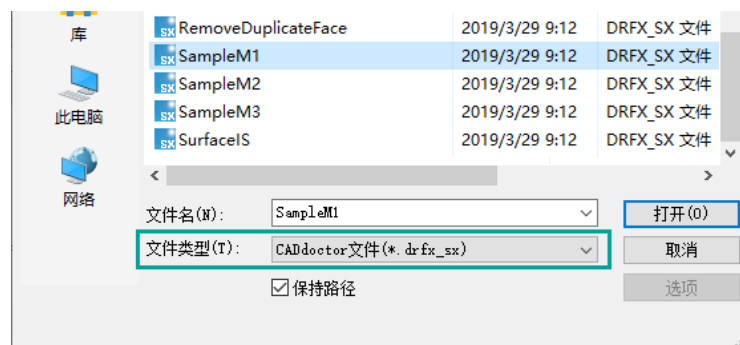 库
此电脑
网络
RemoveDuplicateFace 2019/3/29 9:12 DRFX_SX 文件
SampleM1 2019/3/29 9:12 DRFX_SX 文件
SampleM2 2019/3/29 9:12 DRFX_SX 文件
SampleM3 2019/3/29 9:12 DRFX_SX 文件
SurfaceIS 2019/3/29 9:12 DRFX_SX 文件
文件名(N): SampleM1 打开(O)
文件类型(T): CADdoctor文件(*.drfx_sx) 取消
保持路径 选项